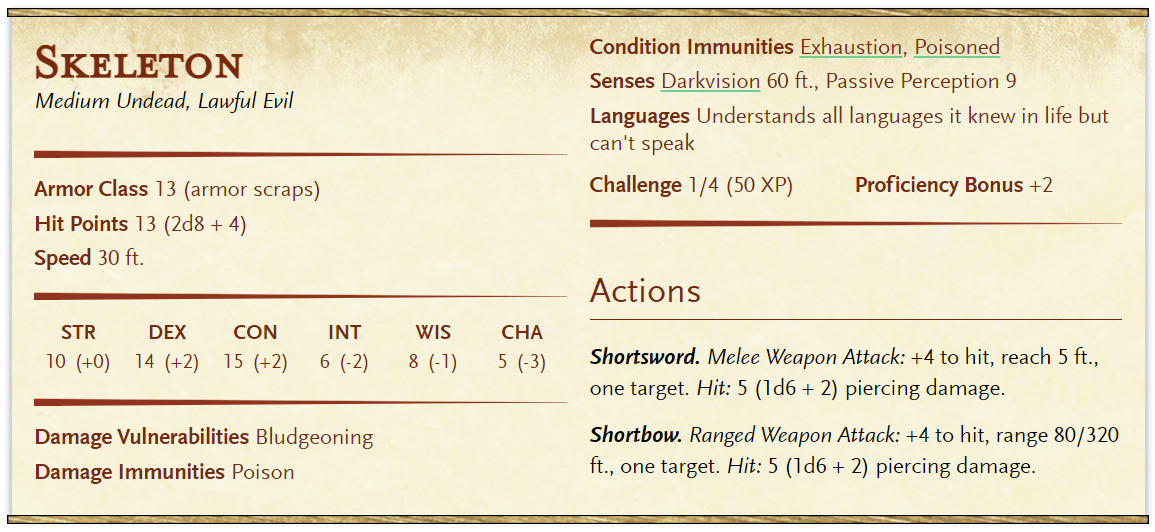 SKELETON
Medium Undead, Lawful Evil
Armor Class 13 (armor scraps)
Hit Points 13 (2d8 + 4)
Speed 30 ft.
STR DEX CON INT WIS CHA
10 (+0) 14 (+2) 15 (+2) 6 (-2) 8 (-1) 5 (-3)
Damage Vulnerabilities Bludgeoning
Damage Immunities Poison
Condition Immunities Exhaustion, Poisoned
Senses Darkvision 60 ft., Passive Perception 9
Languages Understands all languages it knew in life but
can't speak
Challenge 1/4 (50 XP) Proficiency Bonus +2
Actions
Shortsword. Melee Weapon Attack: +4 to hit, reach 5 ft.,
one target. Hit: 5 (1d6 + 2) piercing damage.
Shortbow. Ranged Weapon Attack: +4 to hit, range 80/320
ft., one target. Hit: 5 (1d6 + 2) piercing damage.